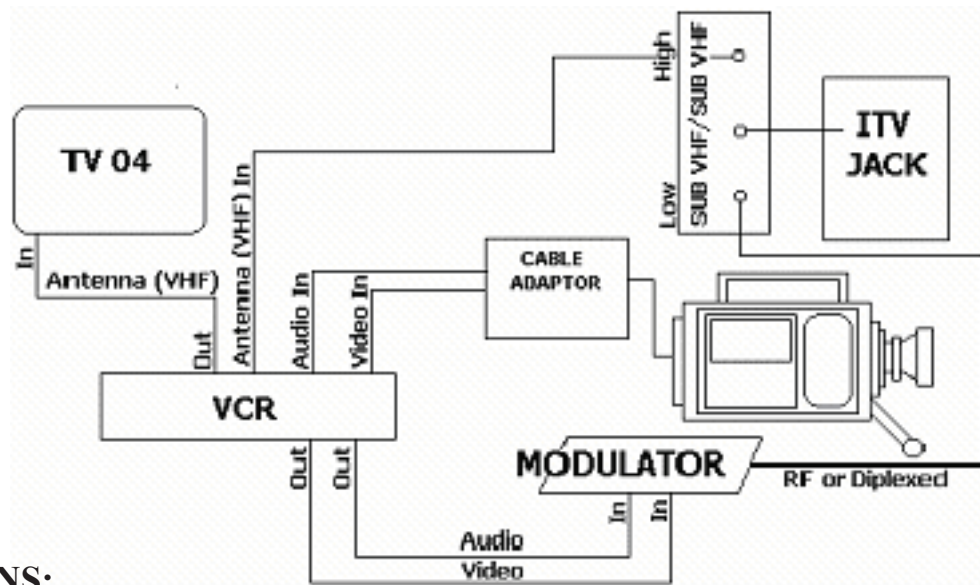 TV 04
In
Antenna (VHF)
Out
Antenna (VHF) In
Audio In
Video In
VCR
Out
Out
CABLE
ADAPTOR
High
SUB VHF/SUB VHF
Low
ITV
JACK
MODULATOR
RF or Diplexed
In
In
Audio
Video
NS: